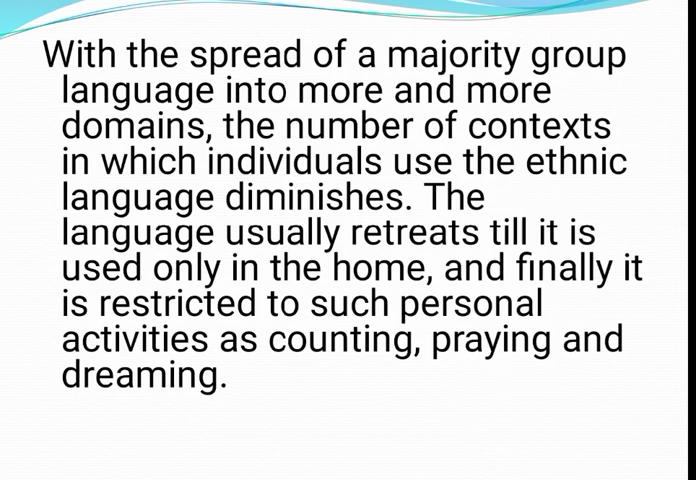 With the spread of a majority group
language into more and more
domains, the number of contexts
in which individuals use the ethnic
language diminishes. The
language usually retreats till it is
used only in the home, and finally it
is restricted to such personal
activities as counting, praying and
dreaming.